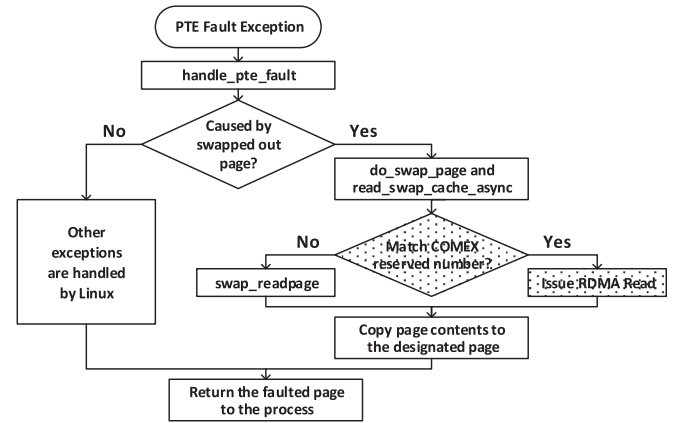 PTE Fault Exception
handle_pte_fault
No
Caused by
swapped out
page?
Yes
do_swap_page and
read_swap_cache_async
Other
exceptions
are handled
by Linux
No
Match COMEX
reserved number?
Yes
swap_readpage
Issue RDMA Read
Copy page contents to
the designated page
Return the faulted page
to the process